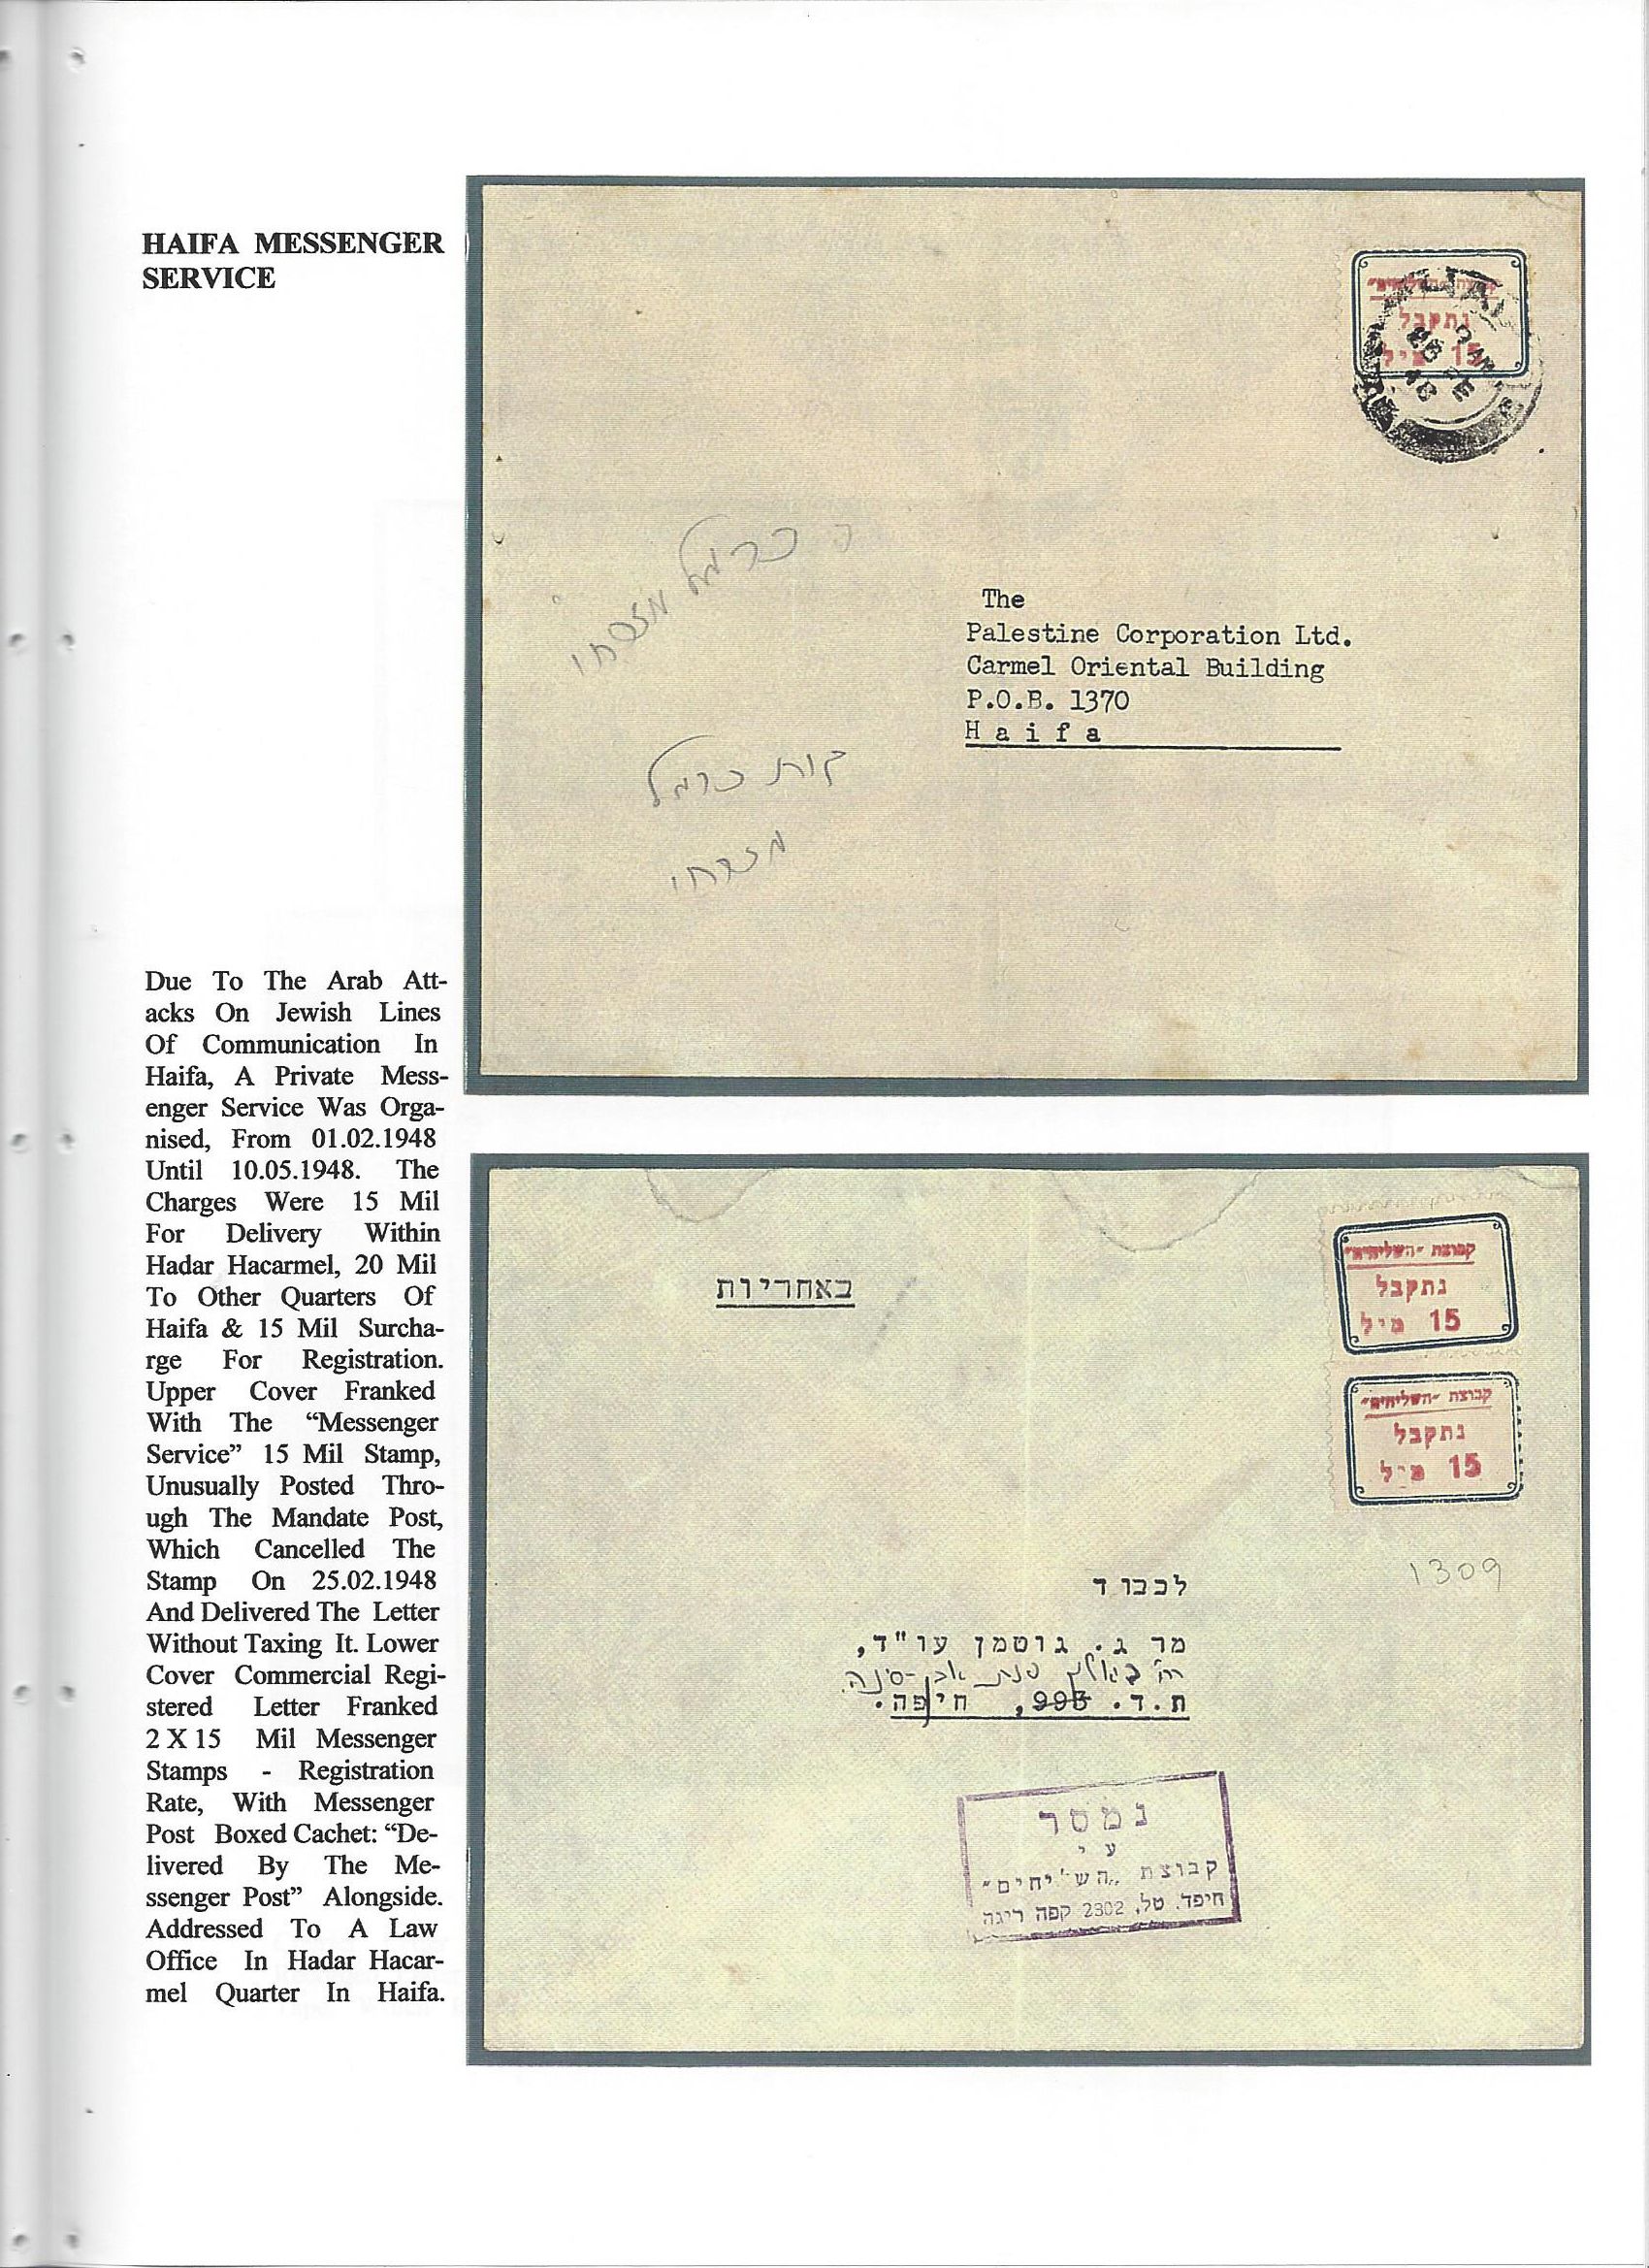 HAIFA MESSENGER
SERVICE
Due To The Arab Att-
acks On Jewish Lines
Of Communication In
Haifa, A Private Mess-
enger Service Was Orga-
nised, From 01.02.1948
Until 10.05.1948. The
Charges Were 15 Mil
For Delivery Within
Hadar Hacarmel, 20 Mil
To Other Quarters Of
Haifa & 15 Mil Surcha-
rge For Registration.
Upper Cover Franked
With The “Messenger
Service” 15 Mil Stamp,
Unusually Posted Thro-
ugh The Mandate Post,
Which Cancelled The
Stamp On 25.02.1948
And Delivered The Letter
Without Taxing It. Lower
Cover Commercial Regi-
stered Letter Franked
2 X 15 Mil Messenger
Stamps - Registration
Rate, With Messenger
Post Boxed Cachet: “De-
livered By The Me-
ssenger Post” Alongside.
Addressed To A Law
Office In Hadar Hacar-
mel Quarter In Haifa.
נתקבל
15 מיל
כרמל מזרחי
The
Palestine Corporation Ltd.
Carmel Oriental Building
P.O.B. 1370
Haifa
כרמל
מזרחי
באחריות
קבוצת "השליחים"
נתקבל
15 מיל
קבוצת "השליחים"
נתקבל
15 מיל
1309
לכבוד
מר ג. גוטמן עו"ד,
ת.ד. 993, חיפה.
נמסר
ע י
קבוצת "השליחים"
חיפה. טל. 2302 קפה ריגה